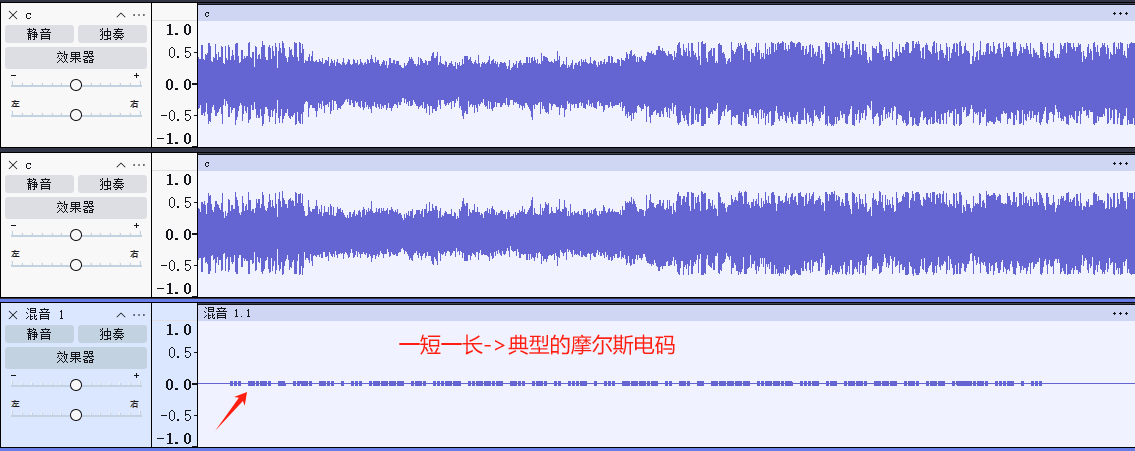 × c
静音 独奏
效果器
- +
左 右
1.0
0.5
0.0
-0.5
-1.0
c
× c
静音 独奏
效果器
- +
左 右
1.0
0.5
0.0
-0.5
-1.0
c
× 混音 1
静音 独奏
效果器
- +
左 右
1.0
0.5
0.0
-0.5
-1.0
混音 1.1
一短一长->典型的摩尔斯电码